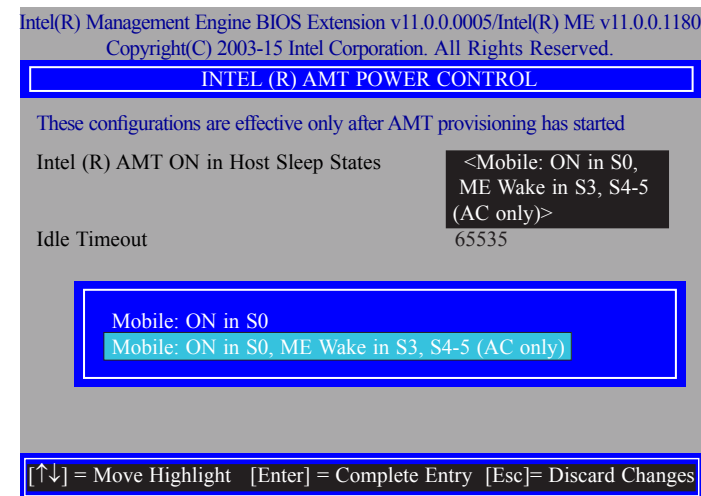 Intel(R) Management Engine BIOS Extension v11.0.0.0005/Intel(R) ME v11.0.0.1180
Copyright(C) 2003-15 Intel Corporation. All Rights Reserved.
INTEL (R) AMT POWER CONTROL
These configurations are effective only after AMT provisioning has started
Intel (R) AMT ON in Host Sleep States
<Mobile: ON in S0,
ME Wake in S3, S4-5
(AC only)>
Idle Timeout
65535
Mobile: ON in S0
Mobile: ON in S0, ME Wake in S3, S4-5 (AC only)
[↑↓] = Move Highlight [Enter] = Complete Entry [Esc]= Discard Changes